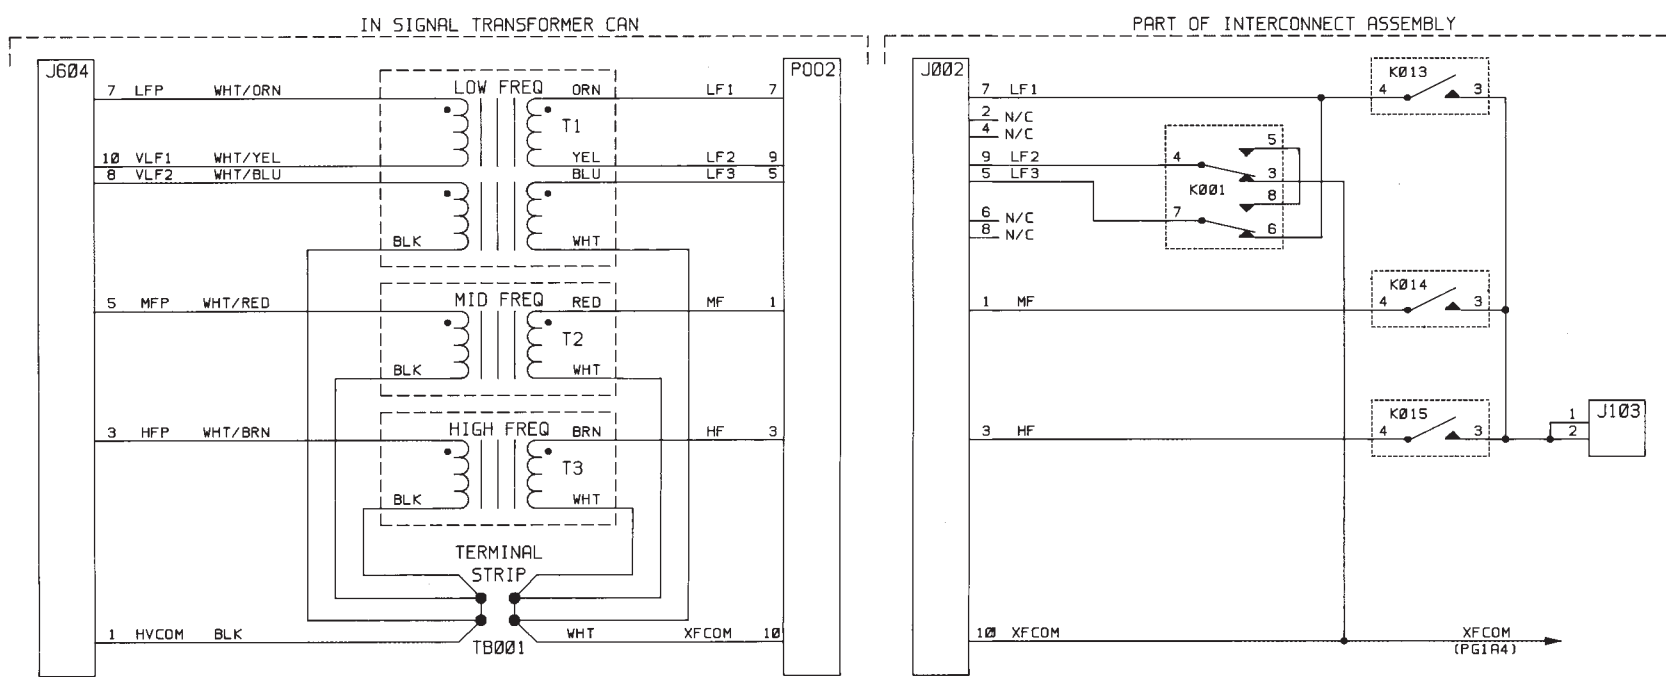 IN SIGNAL TRANSFORMER CAN
PART OF INTERCONNECT ASSEMBLY
J604
7 LFP WHT/ORN
10 VLF1 WHT/YEL
8 VLF2 WHT/BLU
5 MFP WHT/RED
3 HFP WHT/BRN
1 HVCOM BLK
LOW FREQ ORN
T1
YEL
BLU
BLK WHT
MID FREQ RED
T2
BLK WHT
HIGH FREQ BRN
T3
BLK WHT
TERMINAL
STRIP
TB001
WHT
P002
LF1 7
LF2 9
LF3 5
MF 1
HF 3
XFCOM 10
J002
7 LF1
2 N/C
4 N/C
9 LF2
5 LF3
6 N/C
8 N/C
1 MF
3 HF
10 XFCOM
K013
4 3
5
4
3
K001
8
7
6
K014
4 3
K015
4 3
J103
1
2
XFCOM
(PG1A4)